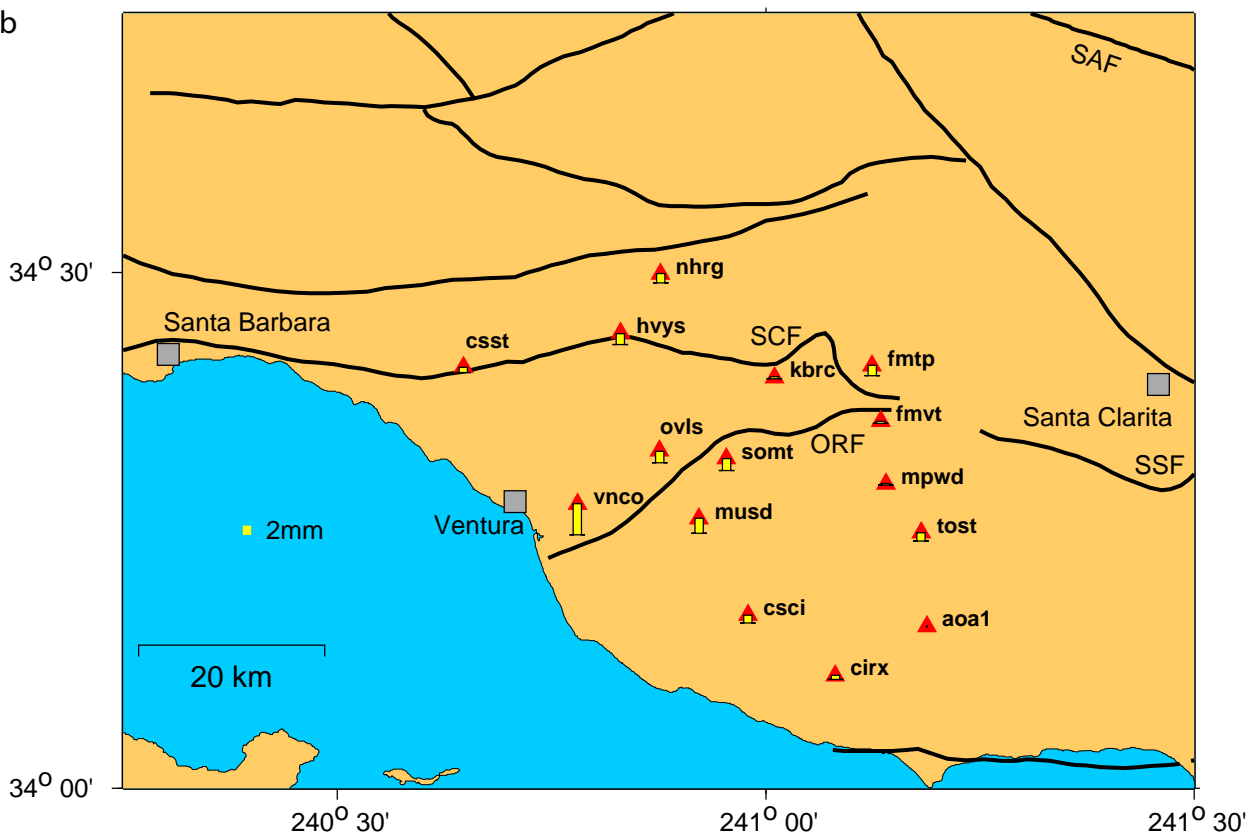 b
SAF
34° 30'
nhrg
Santa Barbara
hvys
SCF
csst
kbrc
fmtp
Santa Clarita
fmvt
ovls
somt
ORF
SSF
mpwd
vnco
musd
Ventura
2mm
tost
csci
aoa1
20 km
cirx
34° 00'
240° 30'
241° 00'
241° 30'